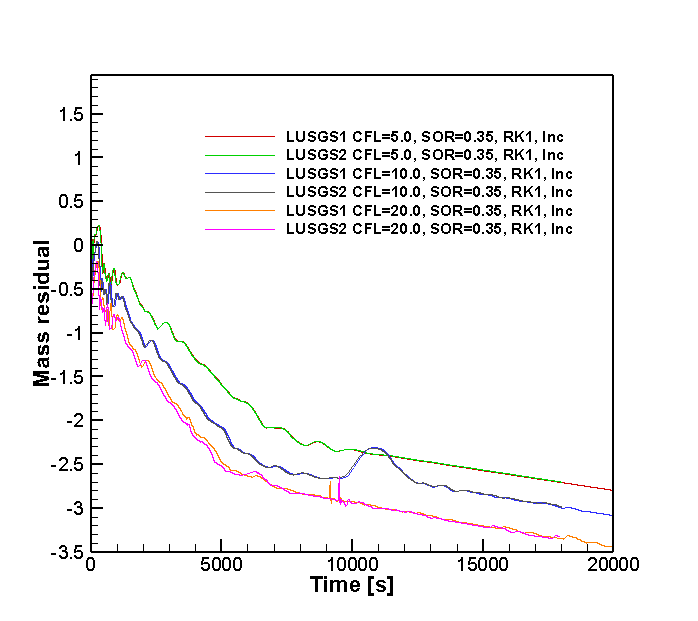 1.5
1
0.5
0
-0.5
-1
-1.5
-2
-2.5
-3
-3.5
Mass residual
LUSGS1 CFL=5.0, SOR=0.35, RK1, Inc
LUSGS2 CFL=5.0, SOR=0.35, RK1, Inc
LUSGS1 CFL=10.0, SOR=0.35, RK1, Inc
LUSGS2 CFL=10.0, SOR=0.35, RK1, Inc
LUSGS1 CFL=20.0, SOR=0.35, RK1, Inc
LUSGS2 CFL=20.0, SOR=0.35, RK1, Inc
0 5000 10000 15000 20000
Time [s]